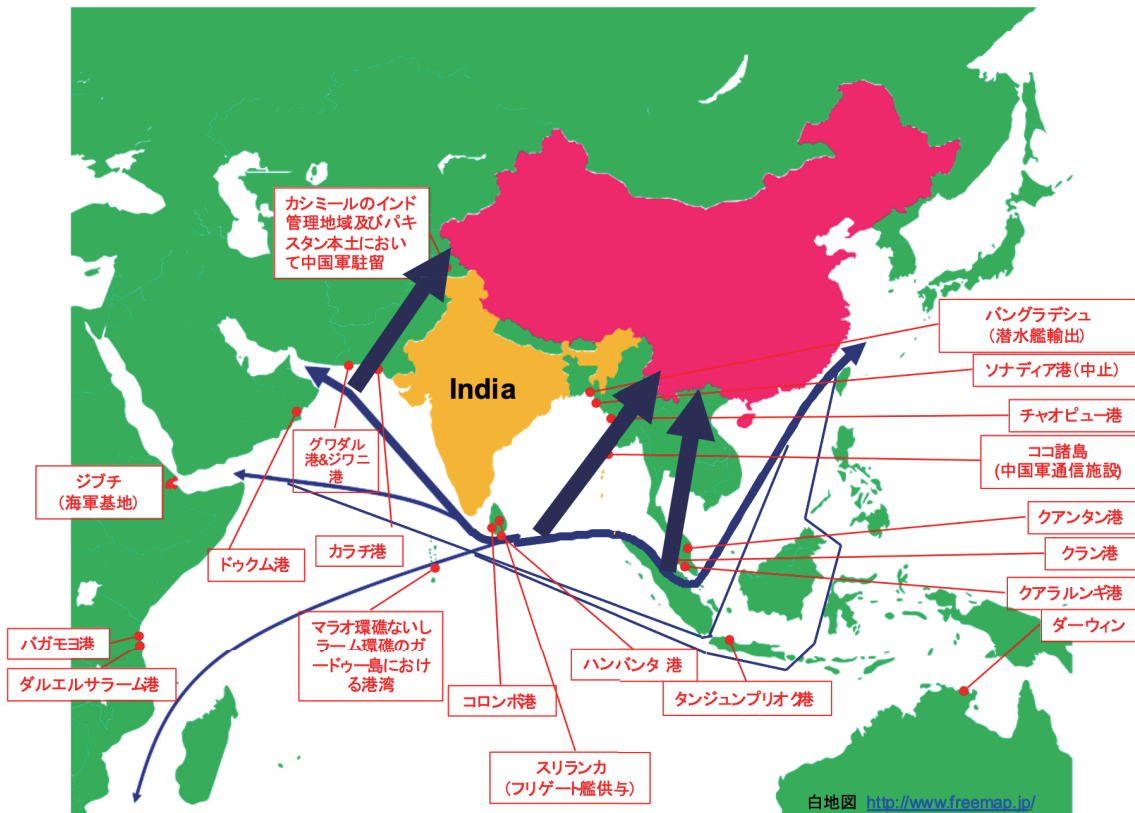 カシミールのインド
管理地域及びパキ
スタン本土におい
て中国軍駐留
バングラデシュ
(潜水艦輸出)
ソナディア港(中止)
India
チャオピュー港
グワダル
港&ジワニ
港
ココ諸島
(中国軍通信施設)
ジブチ
(海軍基地)
クアンタン港
カラチ港
クラン港
ドゥクム港
クアラルンギ港
マラオ環礁ないし
ラーム環礁のガ
ードゥー島におけ
る港湾
ダーウィン
バガモヨ港
ハンバンタ 港
ダルエルサラーム港
コロンボ港
タンジュンプリオク港
スリランカ
(フリゲート艦供与)
白地図 http://www.freemap.jp/